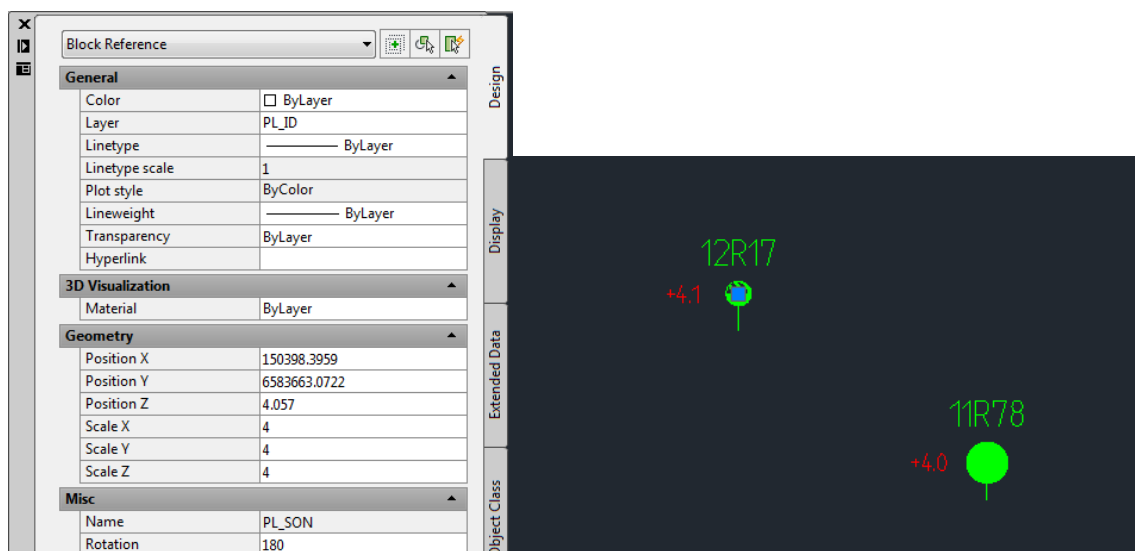 Block Reference
General
Color ByLayer
Layer PL_ID
Linetype ByLayer
Linetype scale 1
Plot style ByColor
Lineweight ByLayer
Transparency ByLayer
Hyperlink
3D Visualization
Material ByLayer
Geometry
Position X 150398.3959
Position Y 6583663.0722
Position Z 4.057
Scale X 4
Scale Y 4
Scale Z 4
Misc
Name PL_SON
Rotation 180
Design
Display
Extended Data
Object Class
12R17
+4.1
11R78
+4.0